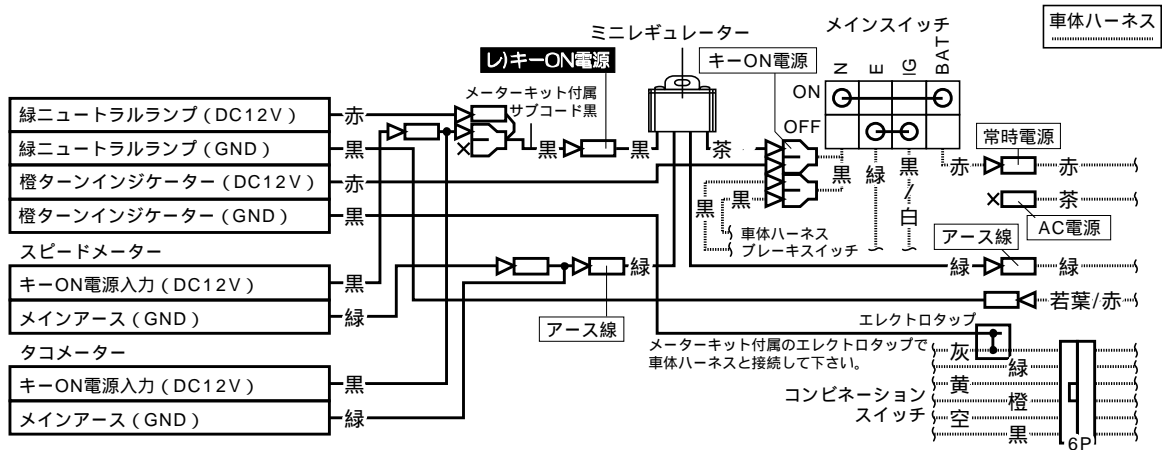 車体ハーネス
メインスイッチ
ミニレギュレーター
レ)キーON電源
キーON電源
N
E
IG
BAT
ON
OFF
メーターキット付属
サブコード黒
緑ニュートラルランプ(DC12V)
赤
緑ニュートラルランプ(GND)
黒
黒
黒
茶
橙ターンインジケーター(DC12V)
赤
橙ターンインジケーター(GND)
黒
黒
緑
黒/白
赤
常時電源
赤
×
茶
AC電源
黒
黒
車体ハーネス
ブレーキスイッチ
スピードメーター
キーON電源入力(DC12V)
黒
メインアース(GND)
緑
緑
アース線
緑
アース線
緑
若葉/赤
タコメーター
キーON電源入力(DC12V)
黒
メインアース(GND)
緑
エレクトロタップ
メーターキット付属のエレクトロタップで
車体ハーネスと接続して下さい。
コンビネーション
スイッチ
灰
緑
黄
橙
空
黒
6P